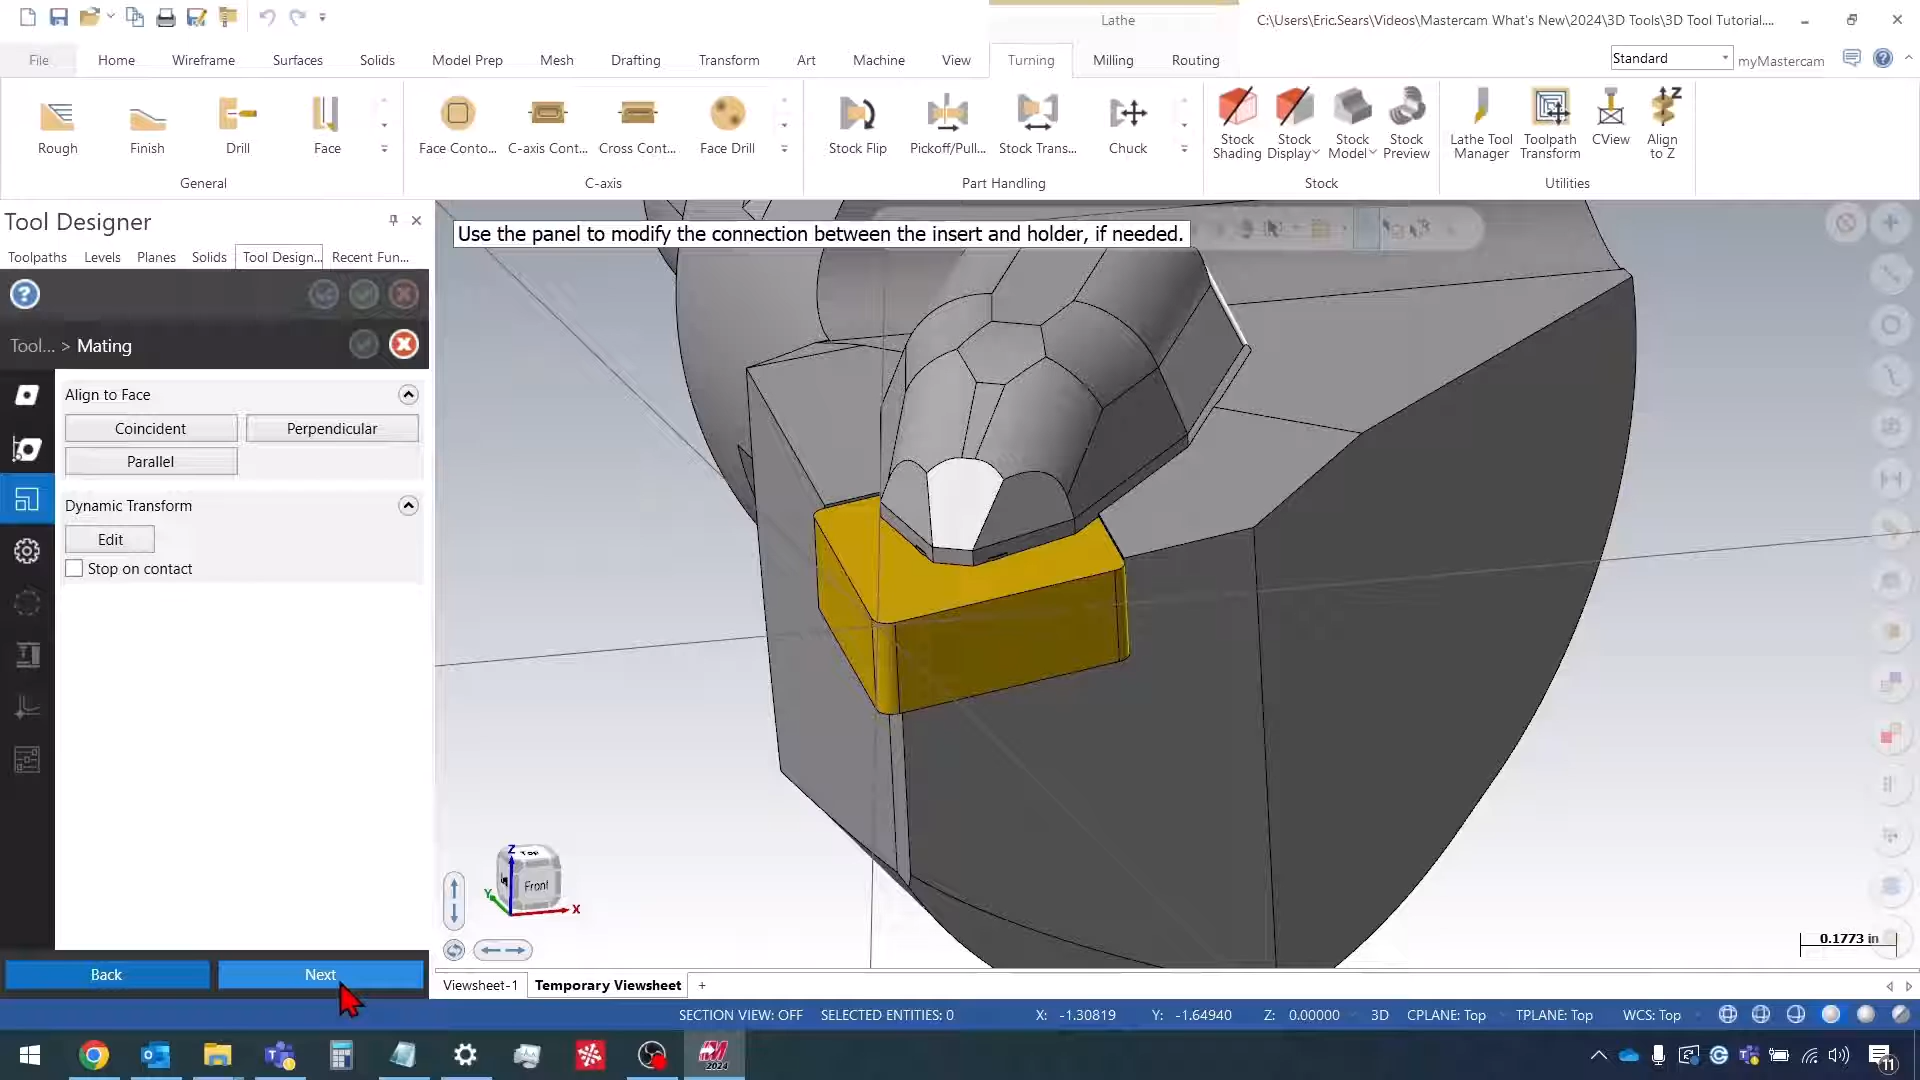 Lathe
C:\Users\Eric.Sears\Videos\Mastercam What's New\2024\3D Tools\3D Tool Tutorial....
File Home Wireframe Surfaces Solids Model Prep Mesh Drafting Transform Art Machine View Turning Milling Routing
Standard
myMastercam
Rough Finish Drill Face
General
Face Conto... C-axis Cont... Cross Cont... Face Drill
C-axis
Stock Flip Pickoff/Pull... Stock Trans... Chuck
Part Handling
Stock Shading
Stock Display
Stock Model
Stock Preview
Stock
Lathe Tool Manager
Toolpath Transform
CView
Align to Z
Utilities
Tool Designer
Toolpaths Levels Planes Solids Tool Design... Recent Fun...
Tool... > Mating
Align to Face
Coincident Perpendicular
Parallel
Dynamic Transform
Edit
Stop on contact
Back Next
Use the panel to modify the connection between the insert and holder, if needed.
Z
Top
Front
Y
X
0.1773 in
Viewsheet-1 Temporary Viewsheet +
SECTION VIEW: OFF SELECTED ENTITIES: 0 X: -1.30819 Y: -1.64940 Z: 0.00000 3D CPLANE: Top TPLANE: Top WCS: Top
2024
11